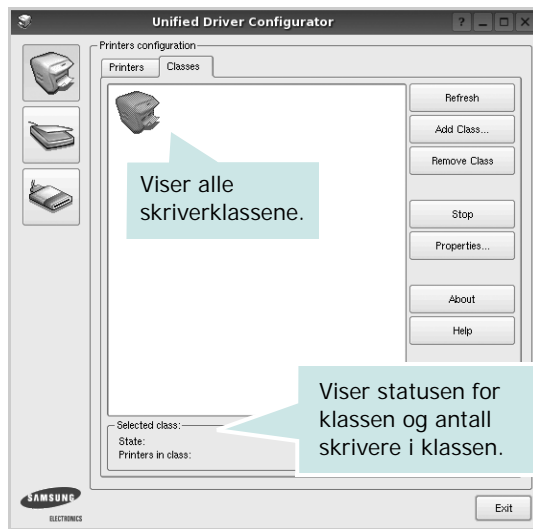 Unified Driver Configurator
Printers configuration
Printers Classes
Refresh
Add Class...
Remove Class
Stop
Properties...
About
Help
Viser alle
skriverklassene.
Viser statusen for
klassen og antall
skrivere i klassen.
Selected class:
State:
Printers in class:
SAMSUNG
ELECTRONICS
Exit